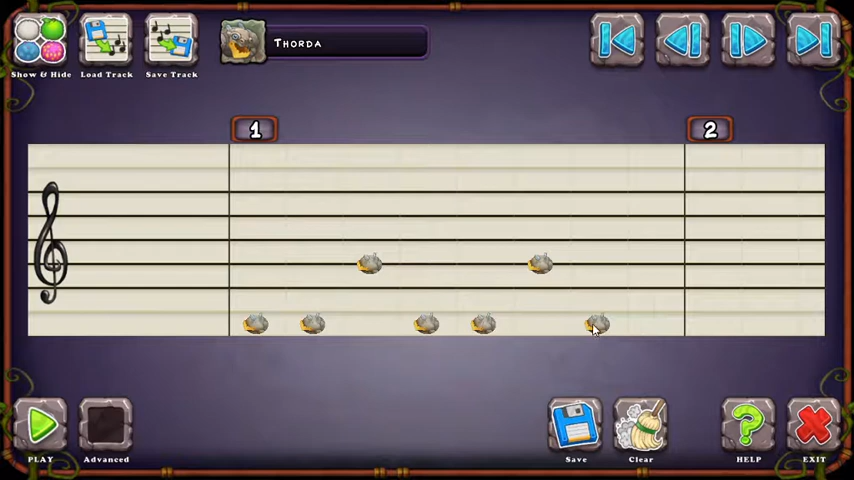 Thorda
Show & Hide
Load Track
Save Track
1
2
PLAY
Advanced
Save
Clear
?
HELP
EXIT